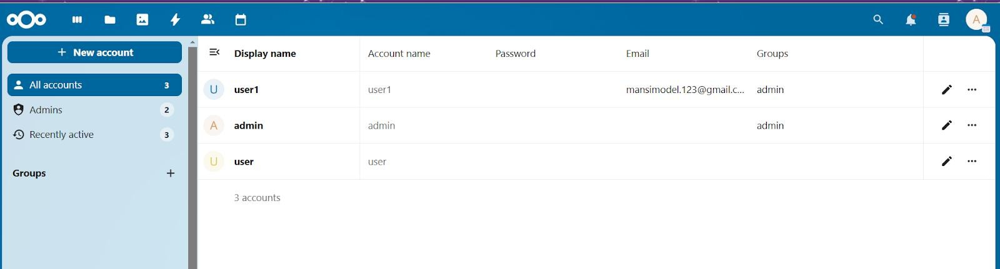 A
New account
All accounts 3
Admins 2
Recently active 3
Groups
Display name Account name Password Email Groups
U user1 user1 mansimodel.123@gmail.c... admin
A admin admin admin
U user user
3 accounts